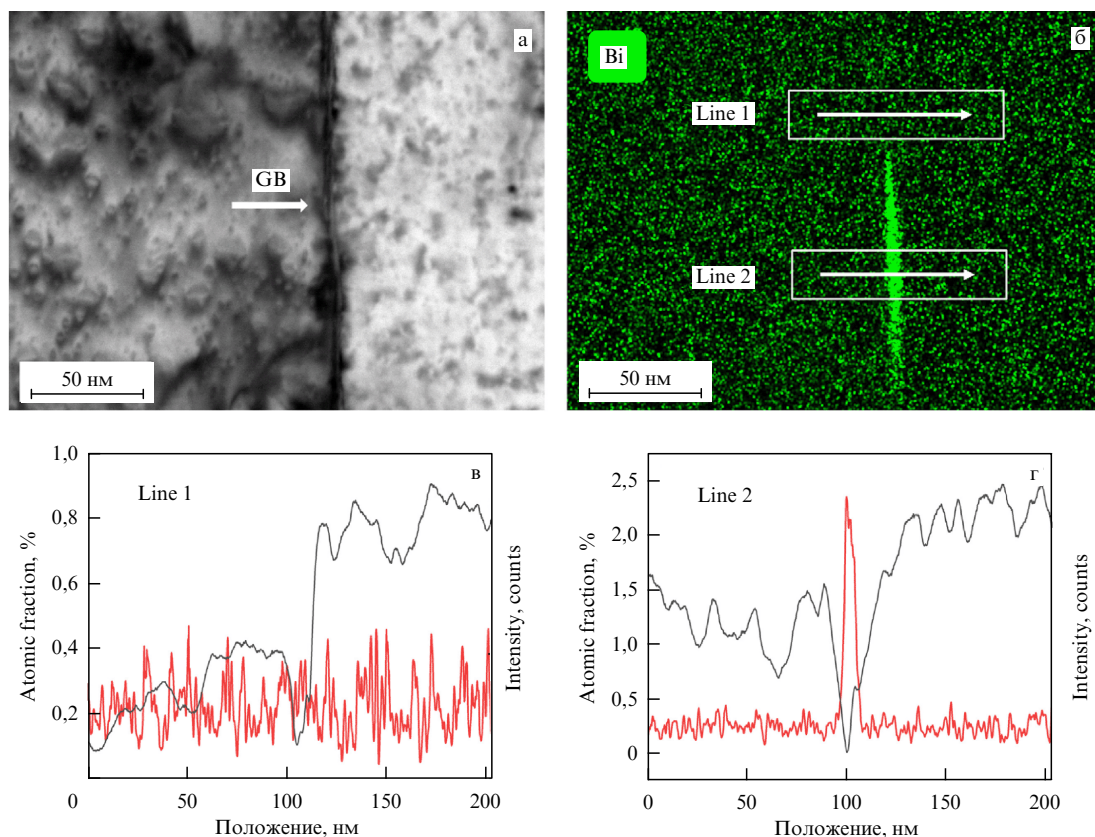 а
GB
50 нм
Bi
б
Line 1
Line 2
50 нм
в
Line 1
Atomic fraction, %
1,0
0,8
0,6
0,4
0,2
0
50
100
150
200
Положение, нм
Intensity, counts
г
Line 2
Atomic fraction, %
2,5
2,0
1,5
1,0
0,5
0
0
50
100
150
200
Положение, нм
Intensity, counts